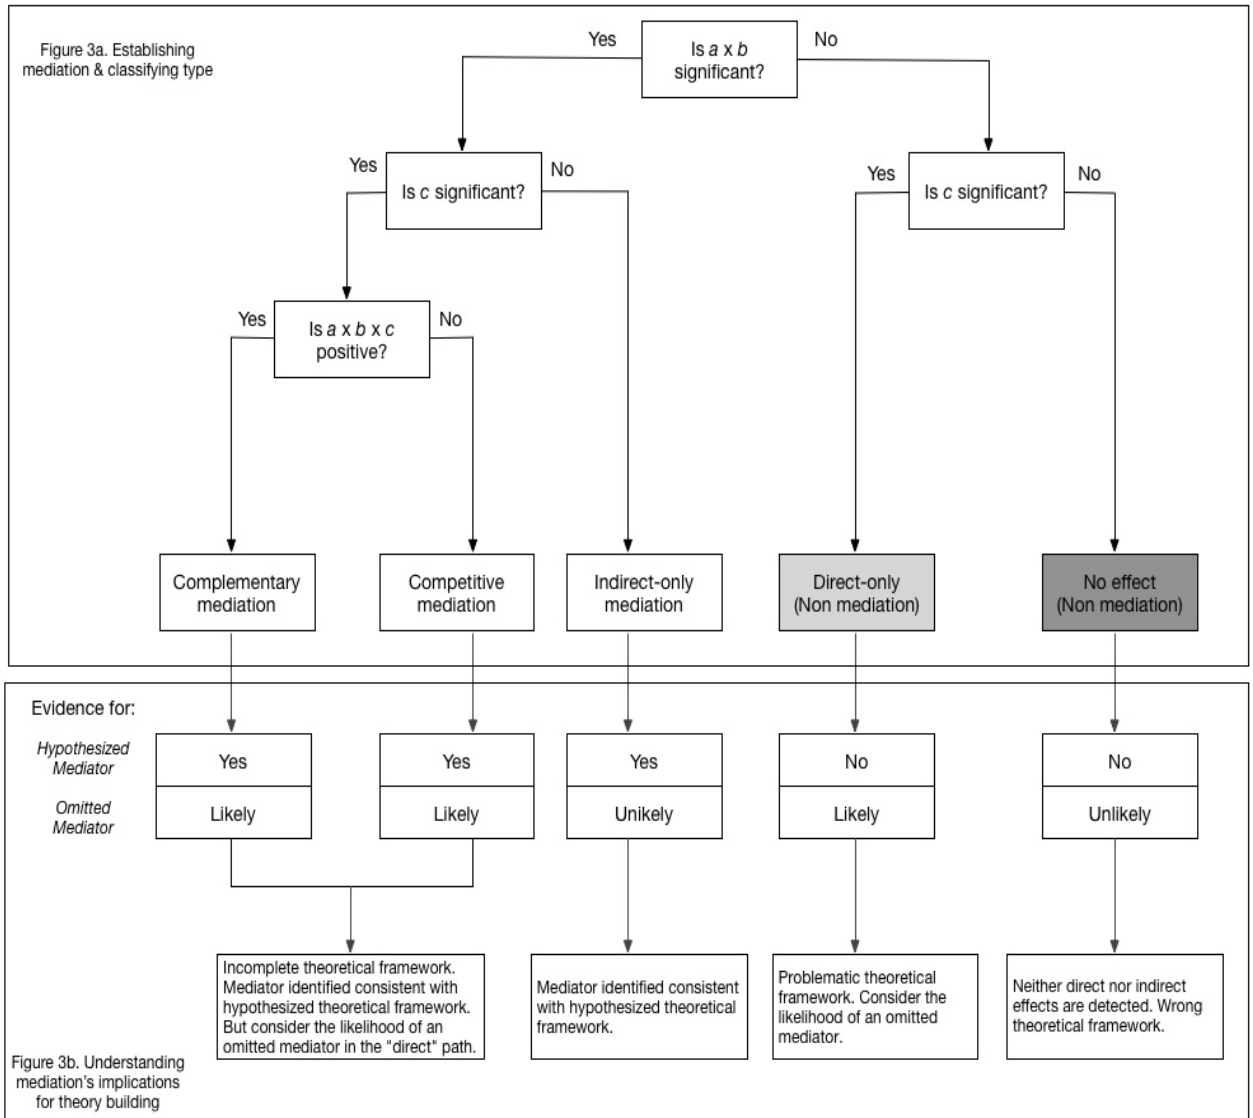 Figure 3a. Establishing
mediation & classifying type
Yes
Is a x b
significant?
No
Yes
Is c significant?
No
Yes
Is c significant?
No
Yes
Is a x b x c
positive?
No
Complementary
mediation
Competitive
mediation
Indirect-only
mediation
Direct-only
(Non mediation)
No effect
(Non mediation)
Evidence for:
Hypothesized
Mediator
Yes
Yes
Yes
No
No
Omitted
Mediator
Likely
Likely
Unikely
Likely
Unlikely
Incomplete theoretical framework.
Mediator identified consistent with
hypothesized theoretical framework.
But consider the likelihood of an
omitted mediator in the "direct" path.
Mediator identified consistent
with hypothesized theoretical
framework.
Problematic theoretical
framework. Consider the
likelihood of an omitted
mediator.
Neither direct nor indirect
effects are detected. Wrong
theoretical framework.
Figure 3b. Understanding
mediation's implications
for theory building